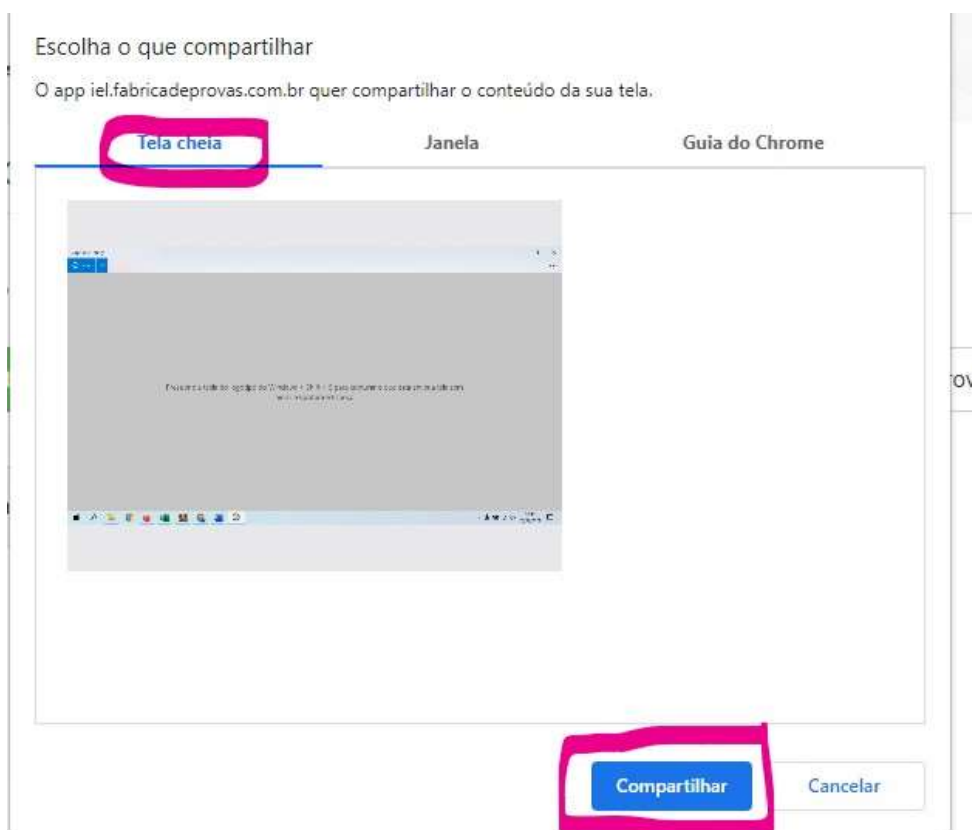 Escolha o que compartilhar
O app iel.fabricadeprovas.com.br quer compartilhar o conteúdo da sua tela.
Tela cheia Janela Guia do Chrome
Compartilhar Cancelar